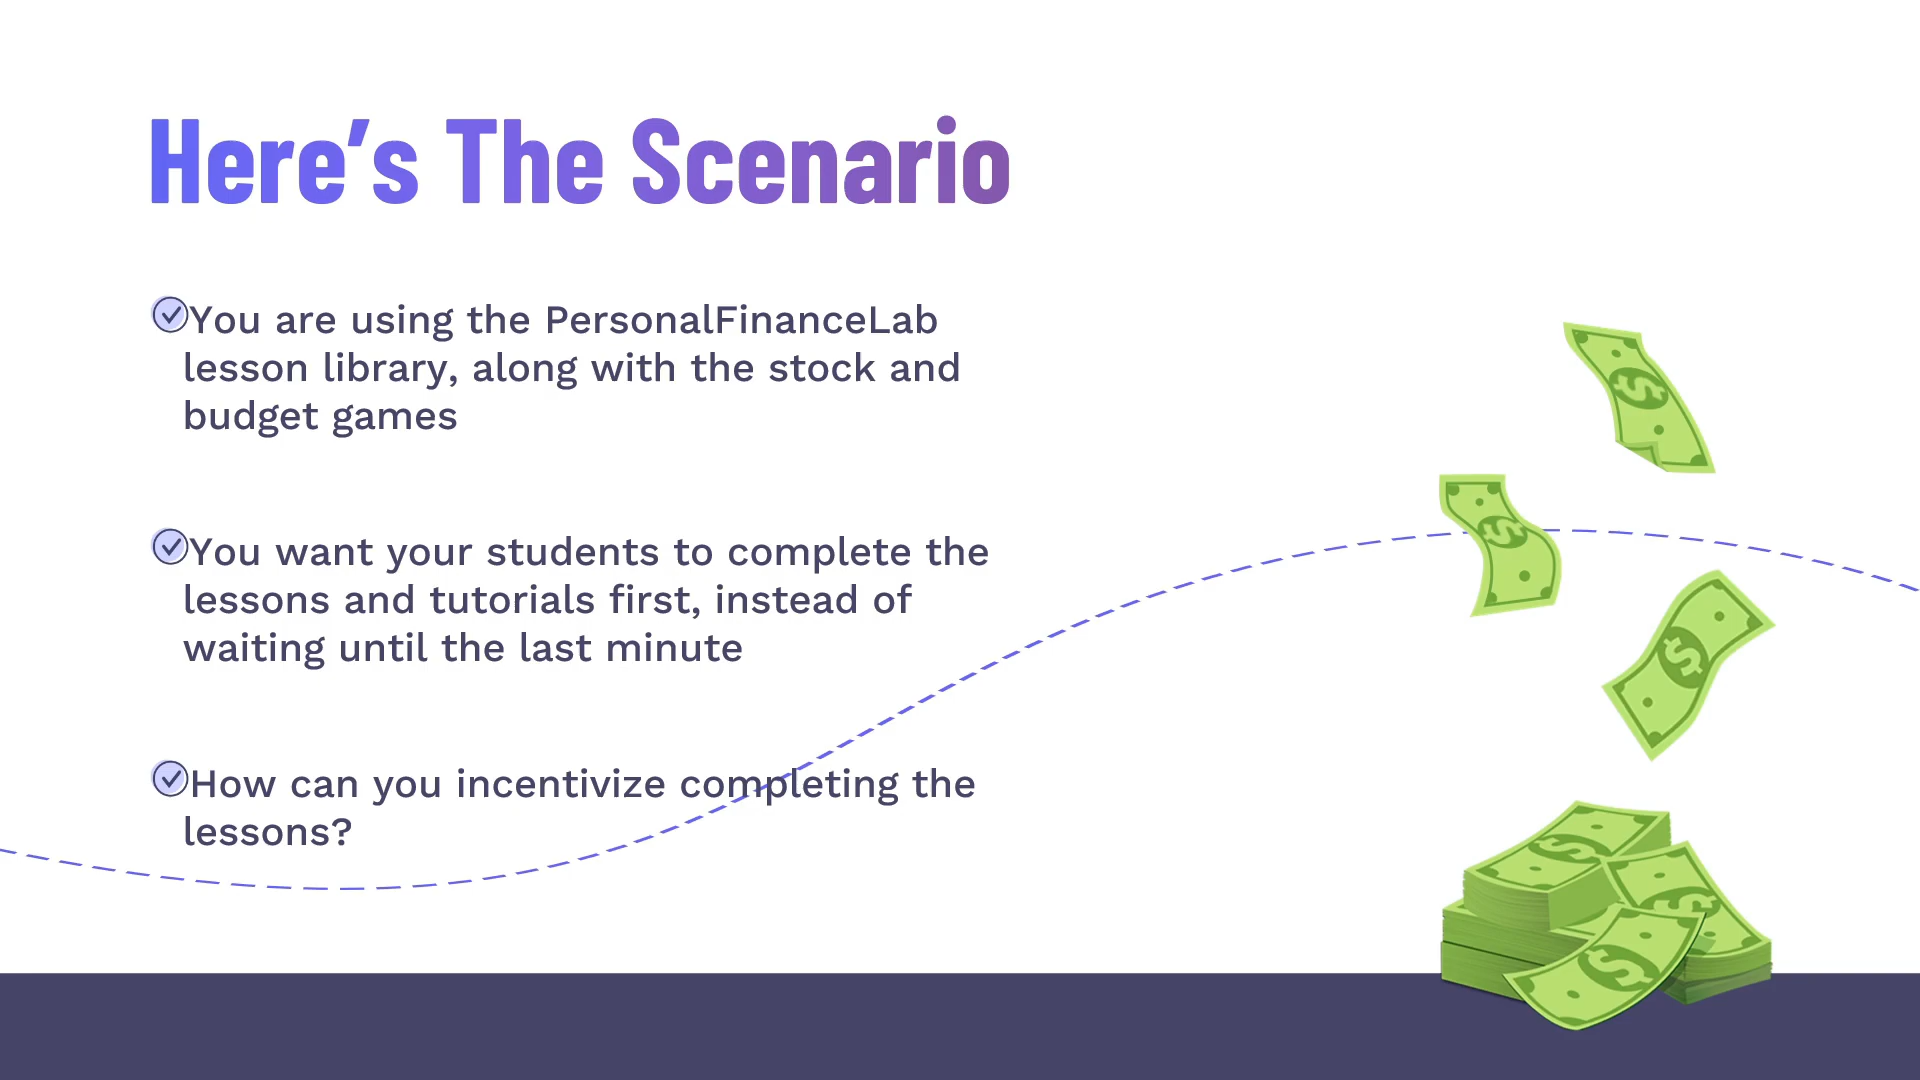 Here’s The Scenario
You are using the PersonalFinanceLab
lesson library, along with the stock and
budget games
You want your students to complete the
lessons and tutorials first, instead of
waiting until the last minute
How can you incentivize completing the
lessons?